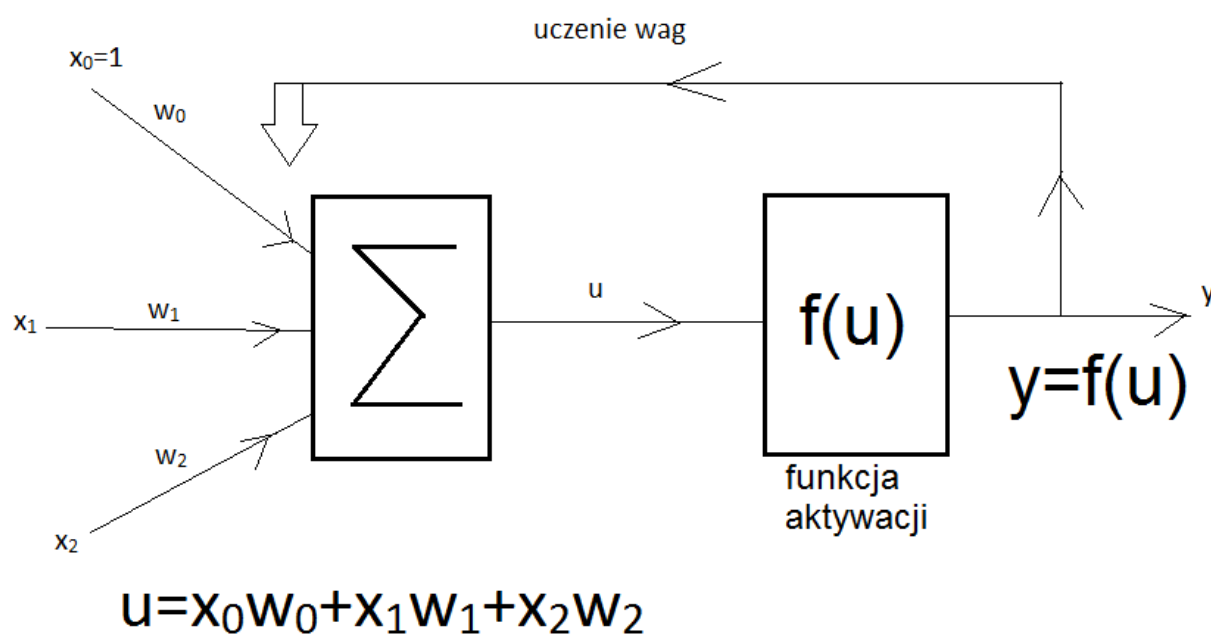 uczenie wag
x₀=1
w₀
x₁
w₁
w₂
x₂
Σ
u
f(u)
y
y=f(u)
funkcja
aktywacji
u=x₀w₀+x₁w₁+x₂w₂